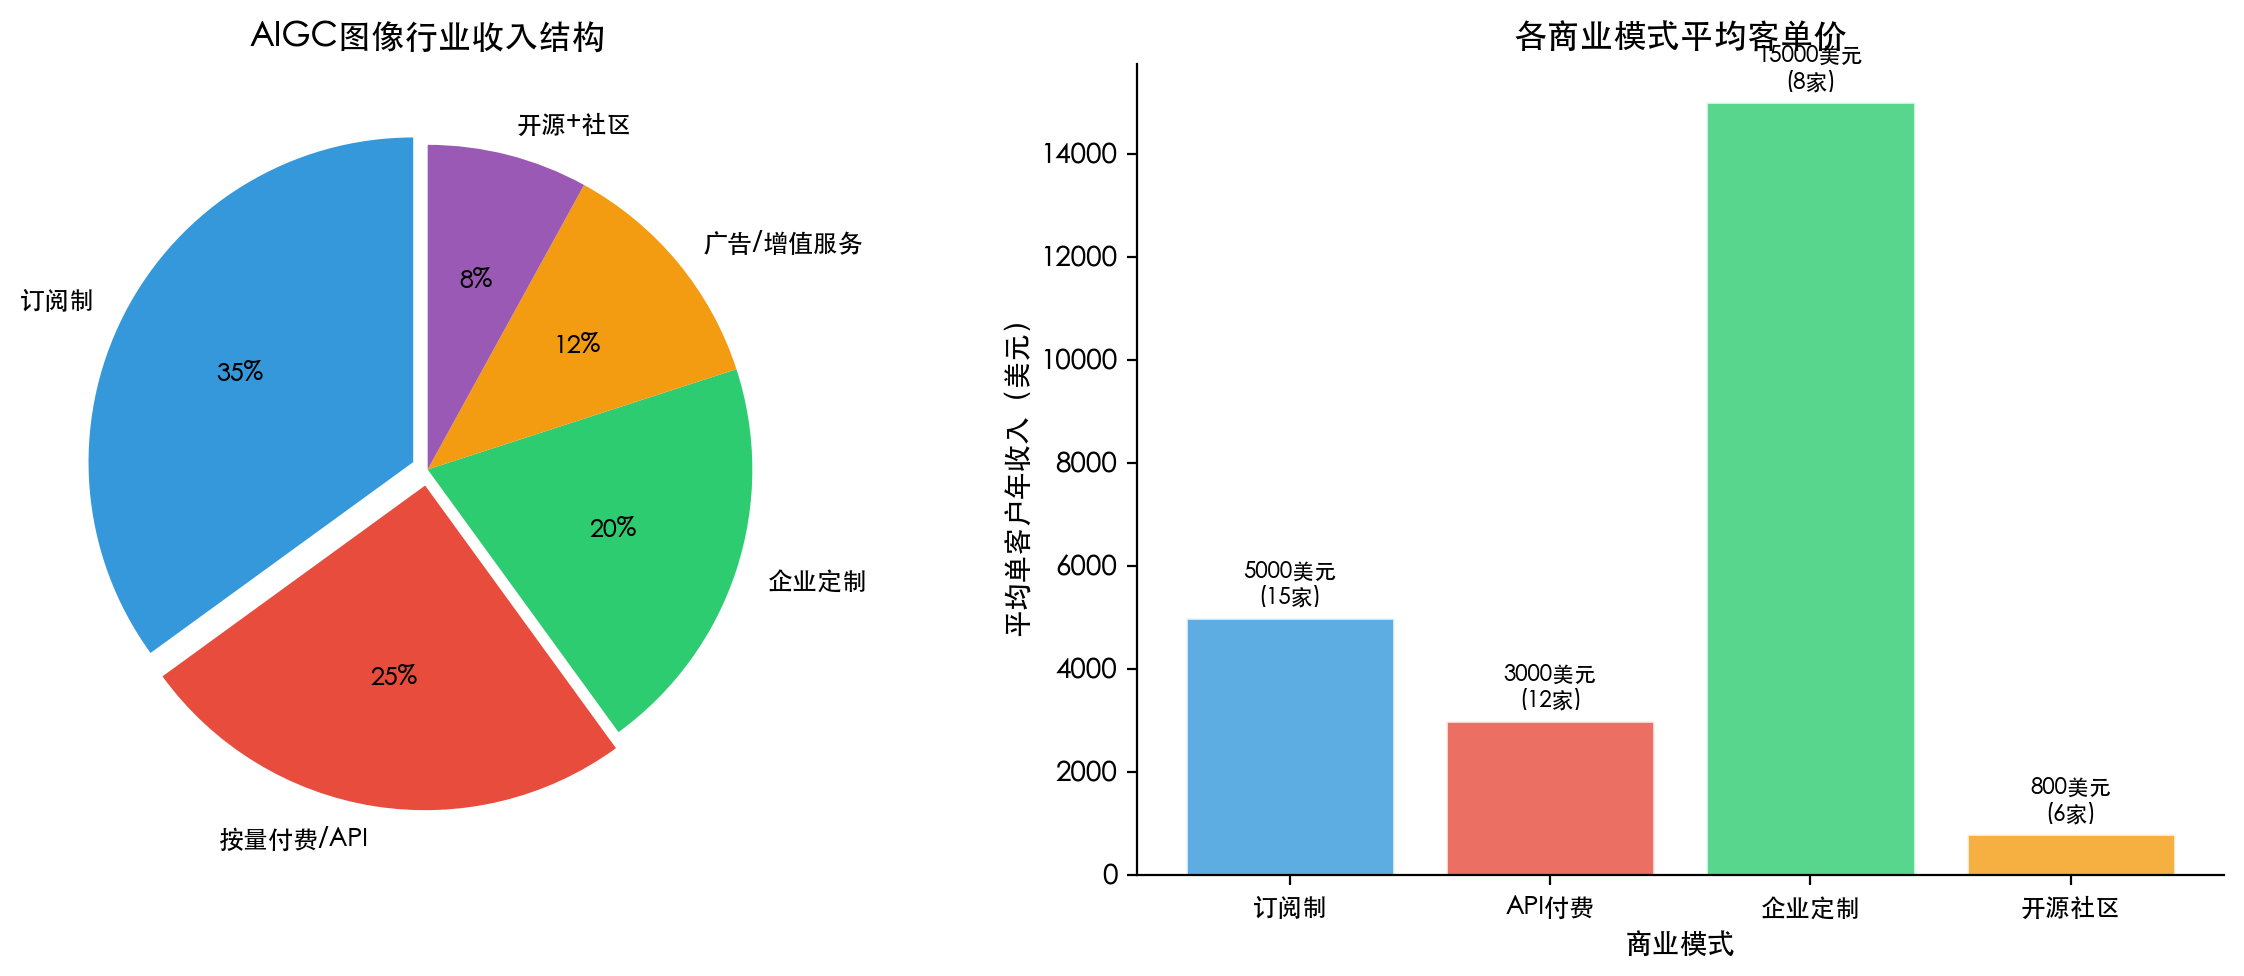 AIGC图像行业收入结构
开源+社区
广告/增值服务
订阅制
8%
12%
35%
20%
企业定制
25%
按量付费/API
各商业模式平均客单价
15000美元
(8家)
14000
12000
10000
8000
6000
4000
2000
0
平均单客户年收入（美元）
5000美元
(15家)
3000美元
(12家)
800美元
(6家)
订阅制
API付费
企业定制
开源社区
商业模式